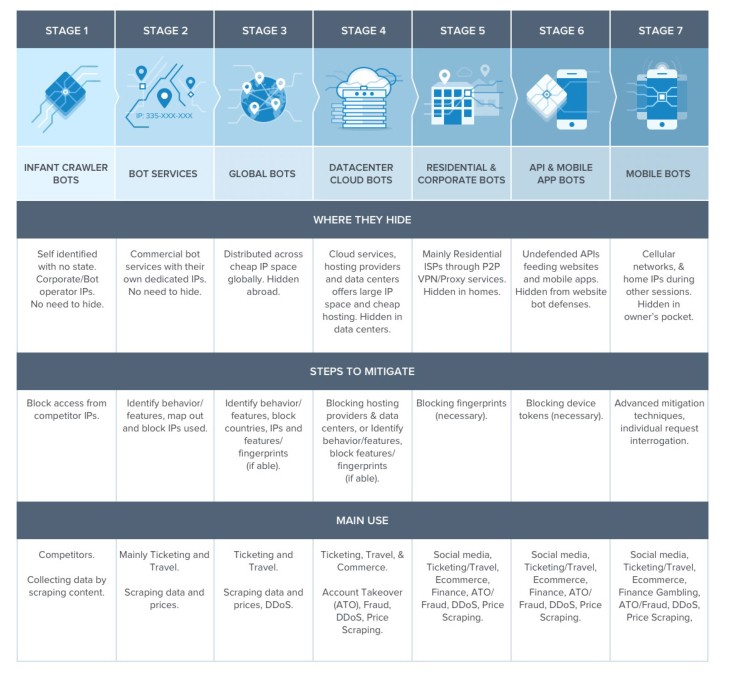 STAGE 1
STAGE 2
STAGE 3
STAGE 4
STAGE 5
STAGE 6
STAGE 7
IP: 335-XXX-XXX
INFANT CRAWLER
BOTS
BOT SERVICES
GLOBAL BOTS
DATACENTER
CLOUD BOTS
RESIDENTIAL &
CORPORATE BOTS
API & MOBILE
APP BOTS
MOBILE BOTS
WHERE THEY HIDE
Self identified
with no state.
Corporate/Bot
operator IPs.
No need to hide.
Commercial bot
services with their
own dedicated IPs.
No need to hide.
Distributed across
cheap IP space
globally. Hidden
abroad.
Cloud services,
hosting providers
and data centers
offers large IP
space and cheap
hosting. Hidden in
data centers.
Mainly Residential
ISPs through P2P
VPN/Proxy services.
Hidden in homes.
Undefended APIs
feeding websites
and mobile apps.
Hidden from website
bot defenses.
Cellular
networks, &
home IPs during
other sessions.
Hidden in
owner's pocket.
STEPS TO MITIGATE
Block access from
competitor IPs.
Identify behavior/
features, map out
and block IPs used.
Identify behavior/
features, block
countries, IPs and
features/
fingerprints
(if able).
Blocking hosting
providers & data
centers, or Identify
behavior/features,
block features/
fingerprints
(if able).
Blocking fingerprints
(necessary).
Blocking device
tokens (necessary).
Advanced mitigation
techniques,
individual request
interrogation.
MAIN USE
Competitors.
Collecting data by
scraping content.
Mainly Ticketing and
Travel.
Scraping data and
prices.
Ticketing and
Travel.
Scraping data and
prices, DDoS.
Ticketing, Travel, &
Commerce.
Account Takeover
(ATO), Fraud,
DDoS, Price
Scraping.
Social media,
Ticketing/Travel,
Ecommerce,
Finance, ATO/
Fraud, DDoS, Price
Scraping.
Social media,
Ticketing/Travel,
Ecommerce,
Finance, ATO/
Fraud, DDoS, Price
Scraping.
Social media,
Ticketing/Travel,
Ecommerce,
Finance Gambling,
ATO/Fraud, DDoS,
Price Scraping,